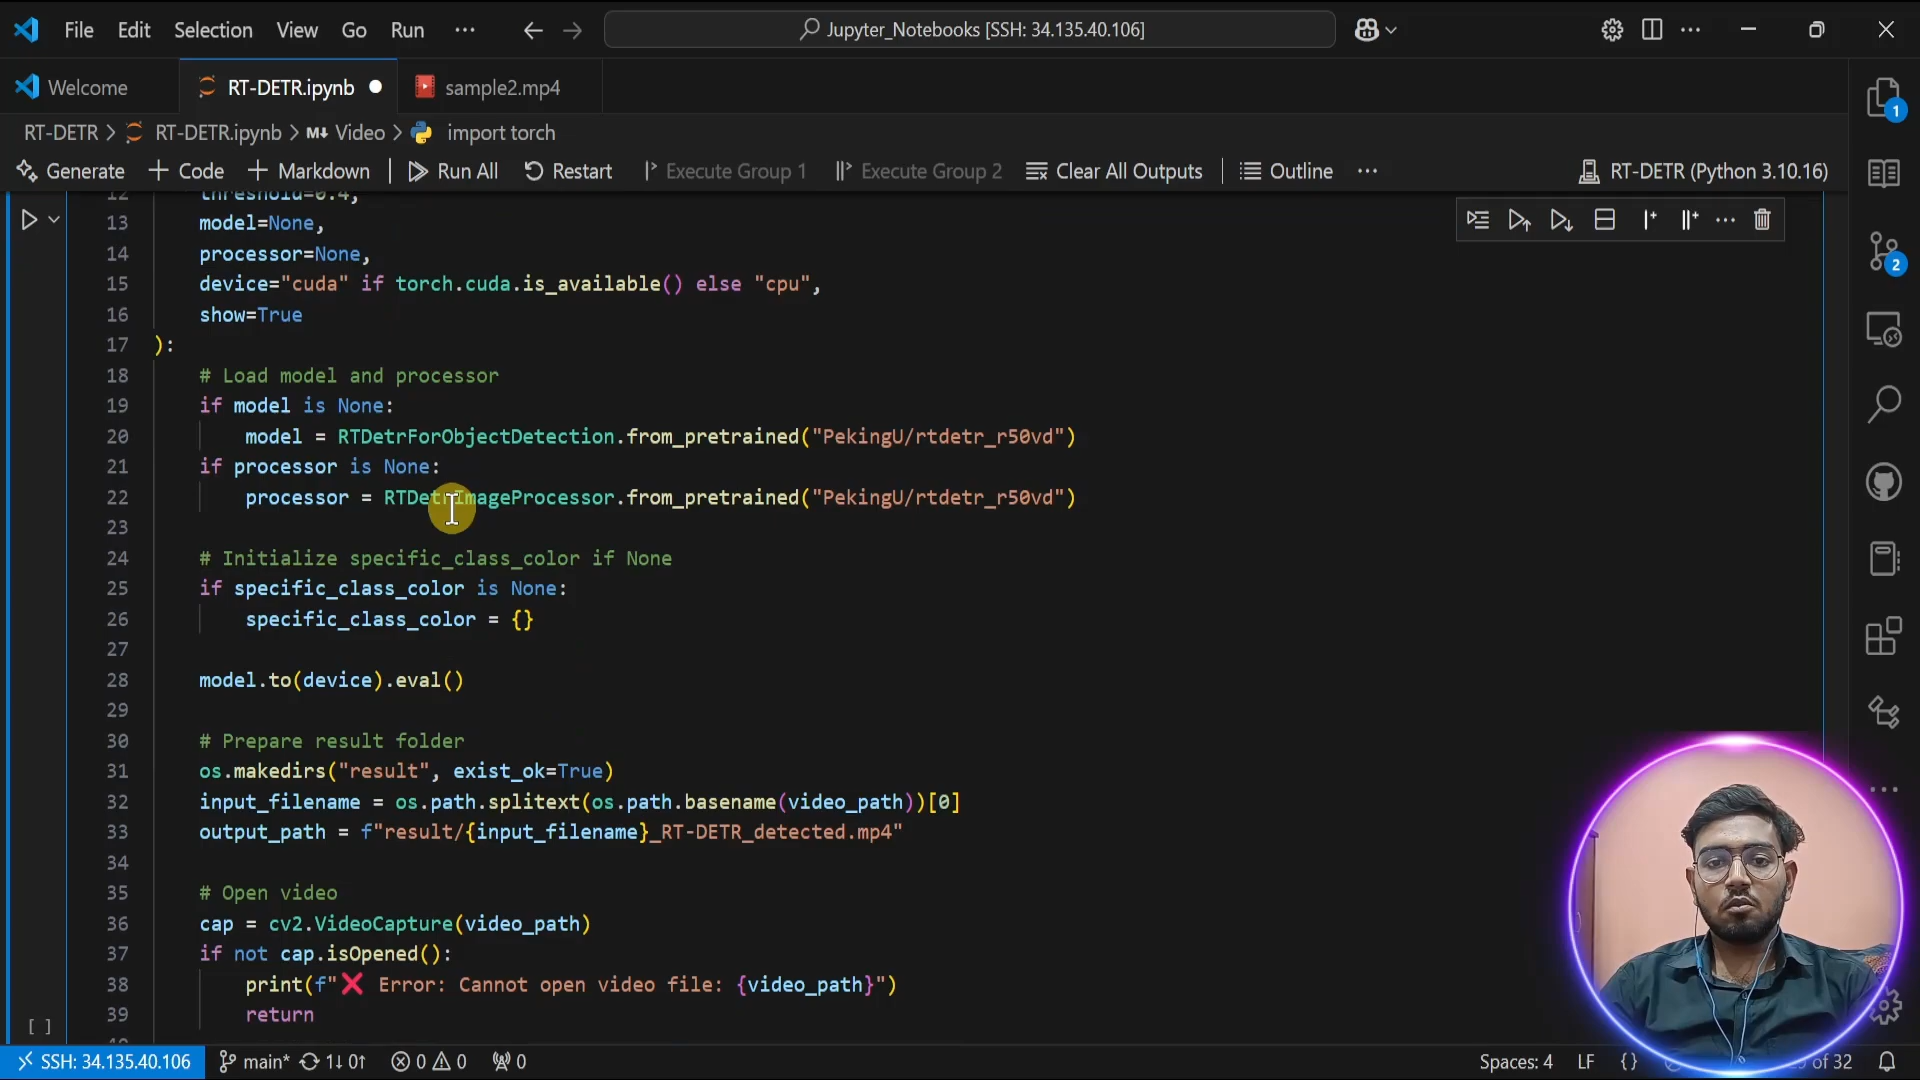 File Edit Selection View Go Run ··· Jupyter_Notebooks [SSH: 34.135.40.106]
Welcome RT-DETR.ipynb sample2.mp4
RT-DETR > RT-DETR.ipynb > M↓ Video > import torch
Generate + Code + Markdown Run All Restart Execute Group 1 Execute Group 2 Clear All Outputs Outline ··· RT-DETR (Python 3.10.16)
1
2
12 threshold=0.4,
13 model=None,
14 processor=None,
15 device="cuda" if torch.cuda.is_available() else "cpu",
16 show=True
17 ):
18 # Load model and processor
19 if model is None:
20 model = RTDetrForObjectDetection.from_pretrained("PekingU/rtdetr_r50vd")
21 if processor is None:
22 processor = RTDetrImageProcessor.from_pretrained("PekingU/rtdetr_r50vd")
23
24 # Initialize specific_class_color if None
25 if specific_class_color is None:
26 specific_class_color = {}
27
28 model.to(device).eval()
29
30 # Prepare result folder
31 os.makedirs("result", exist_ok=True)
32 input_filename = os.path.splitext(os.path.basename(video_path))[0]
33 output_path = f"result/{input_filename}_RT-DETR_detected.mp4"
34
35 # Open video
36 cap = cv2.VideoCapture(video_path)
37 if not cap.isOpened():
38 print(f"❌ Error: Cannot open video file: {video_path}")
39 return
[ ]
SSH: 34.135.40.106 main* 1↓ 0↑ 0 0 0 Spaces: 4 LF {} of 32